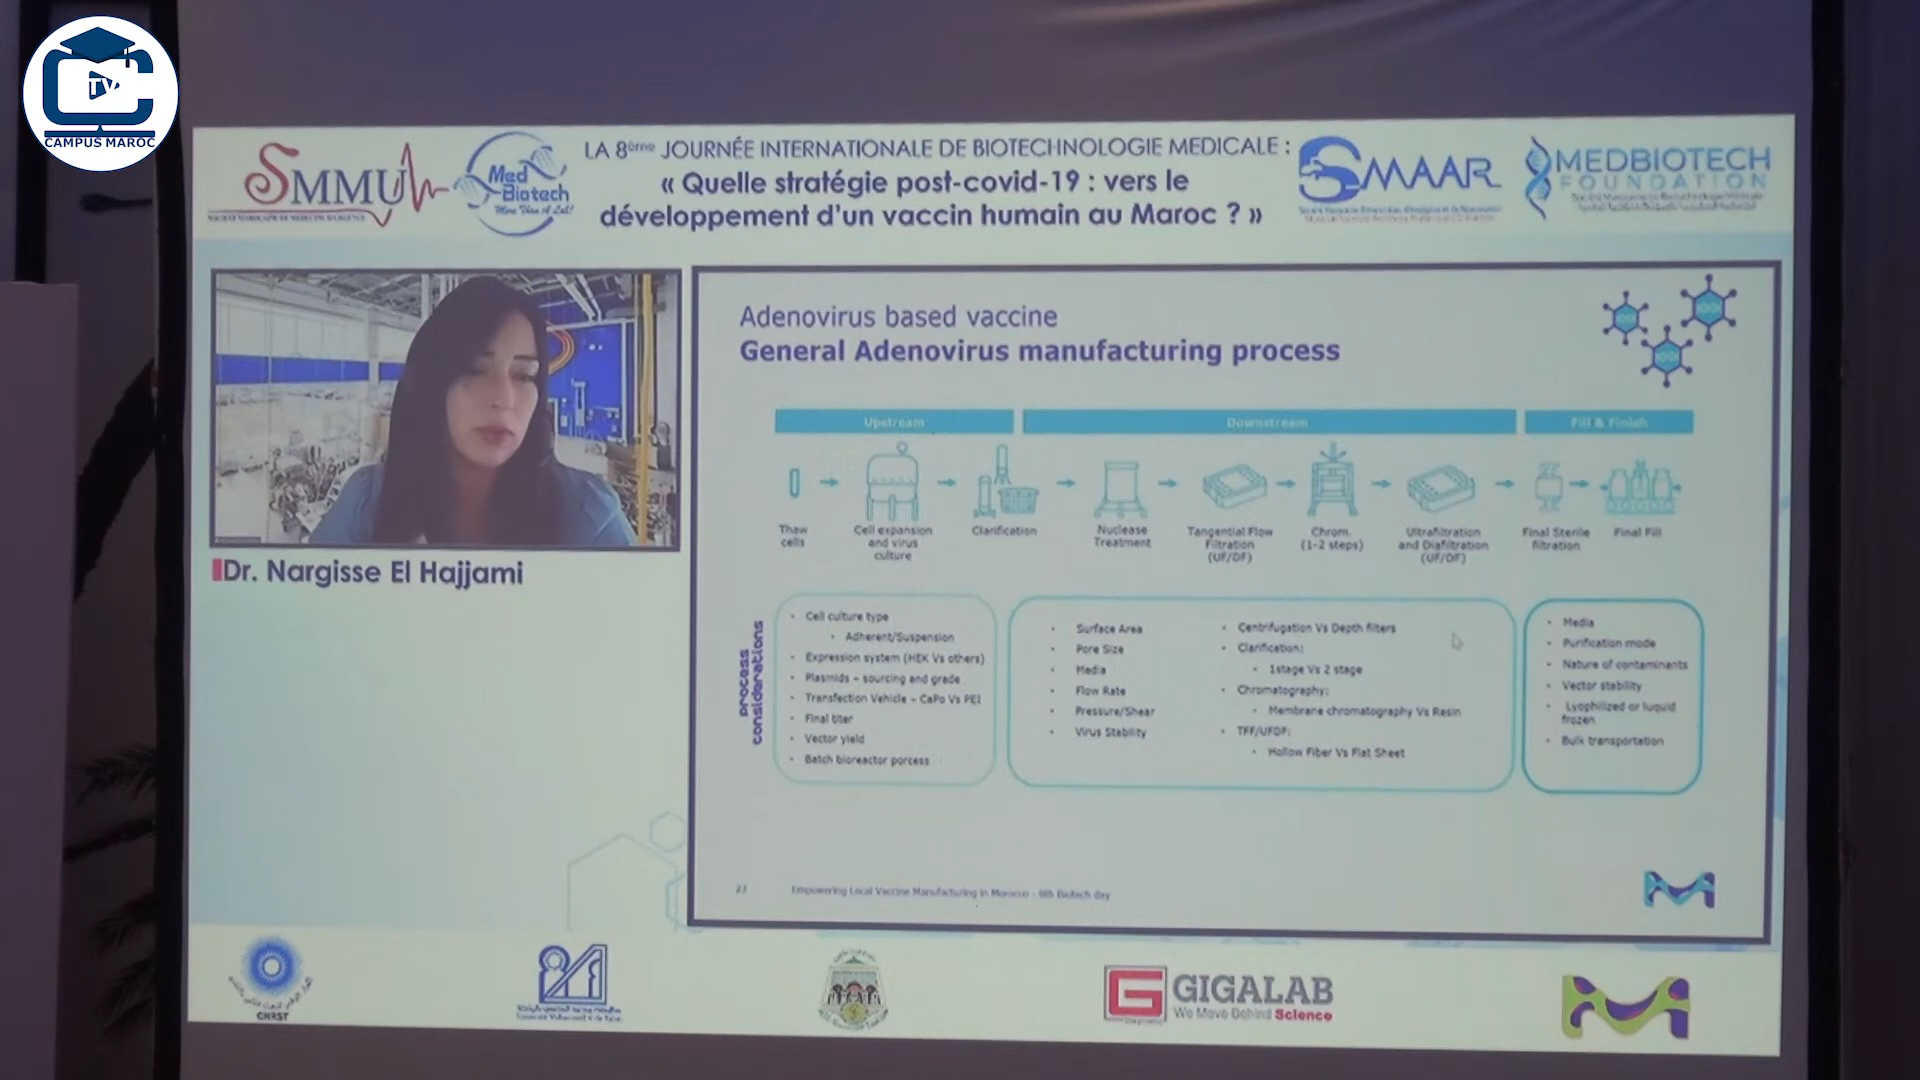 TV
CAMPUS MAROC
SMMU
Med
Biotech
More Than A Lab!
LA 8ème JOURNÉE INTERNATIONALE DE BIOTECHNOLOGIE MEDICALE :
« Quelle stratégie post-covid-19 : vers le
développement d'un vaccin humain au Maroc ? »
SMAAR
MEDBIOTECH
FOUNDATION
Dr. Nargisse El Hajjami
Adenovirus based vaccine
General Adenovirus manufacturing process
Upstream
Downstream
Fill & Finish
Thaw
cells
Cell expansion
and virus
culture
Clarification
Nuclease
Treatment
Tangential Flow
Filtration
(UF/DF)
Chrom.
(1-2 steps)
Ultrafiltration
and Diafiltration
(UF/DF)
Final Sterile
filtration
Final Fill
process
considerations
• Cell culture type
• Adherent/Suspension
• Expression system (HEK Vs others)
• Plasmids – sourcing and grade
• Transfection Vehicle – CaPo Vs PEI
• Final titer
• Vector yield
• Batch bioreactor porcess
• Surface Area
• Pore Size
• Media
• Flow Rate
• Pressure/Shear
• Virus Stability
• Centrifugation Vs Depth filters
• Clarification:
• 1stage Vs 2 stage
• Chromatography:
• Membrane chromatography Vs Resin
• TFF/UFDF:
• Hollow Fiber Vs Flat Sheet
• Media
• Purification mode
• Nature of contaminants
• Vector stability
• Lyophilized or luquid
frozen
• Bulk transportation
23
Empowering Local Vaccine Manufacturing in Morocco - 8th Biotech day
CNRST
GIGALAB
We Move Behind Science